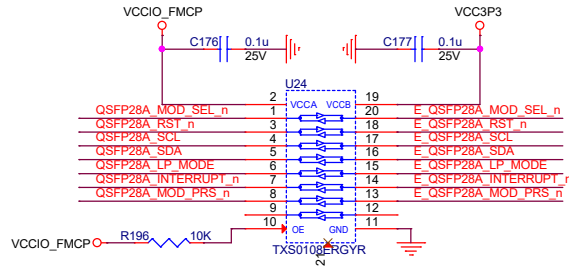 VCCIO_FMCP VCC3P3
C176 0.1u 25V C177 0.1u 25V
U24
2 VCCA VCCB 19
QSFP28A_MOD_SEL_n 1 20 E_QSFP28A_MOD_SEL_n
QSFP28A_RST_n 3 18 E_QSFP28A_RST_n
QSFP28A_SCL 4 17 E_QSFP28A_SCL
QSFP28A_SDA 5 16 E_QSFP28A_SDA
QSFP28A_LP_MODE 6 15 E_QSFP28A_LP_MODE
QSFP28A_INTERRUPT_n 7 14 E_QSFP28A_INTERRUPT_n
QSFP28A_MOD_PRS_n 8 13 E_QSFP28A_MOD_PRS_n
9 12
10 OE GND 11
VCCIO_FMCP R196 10K
TXS0108ERGYR
21